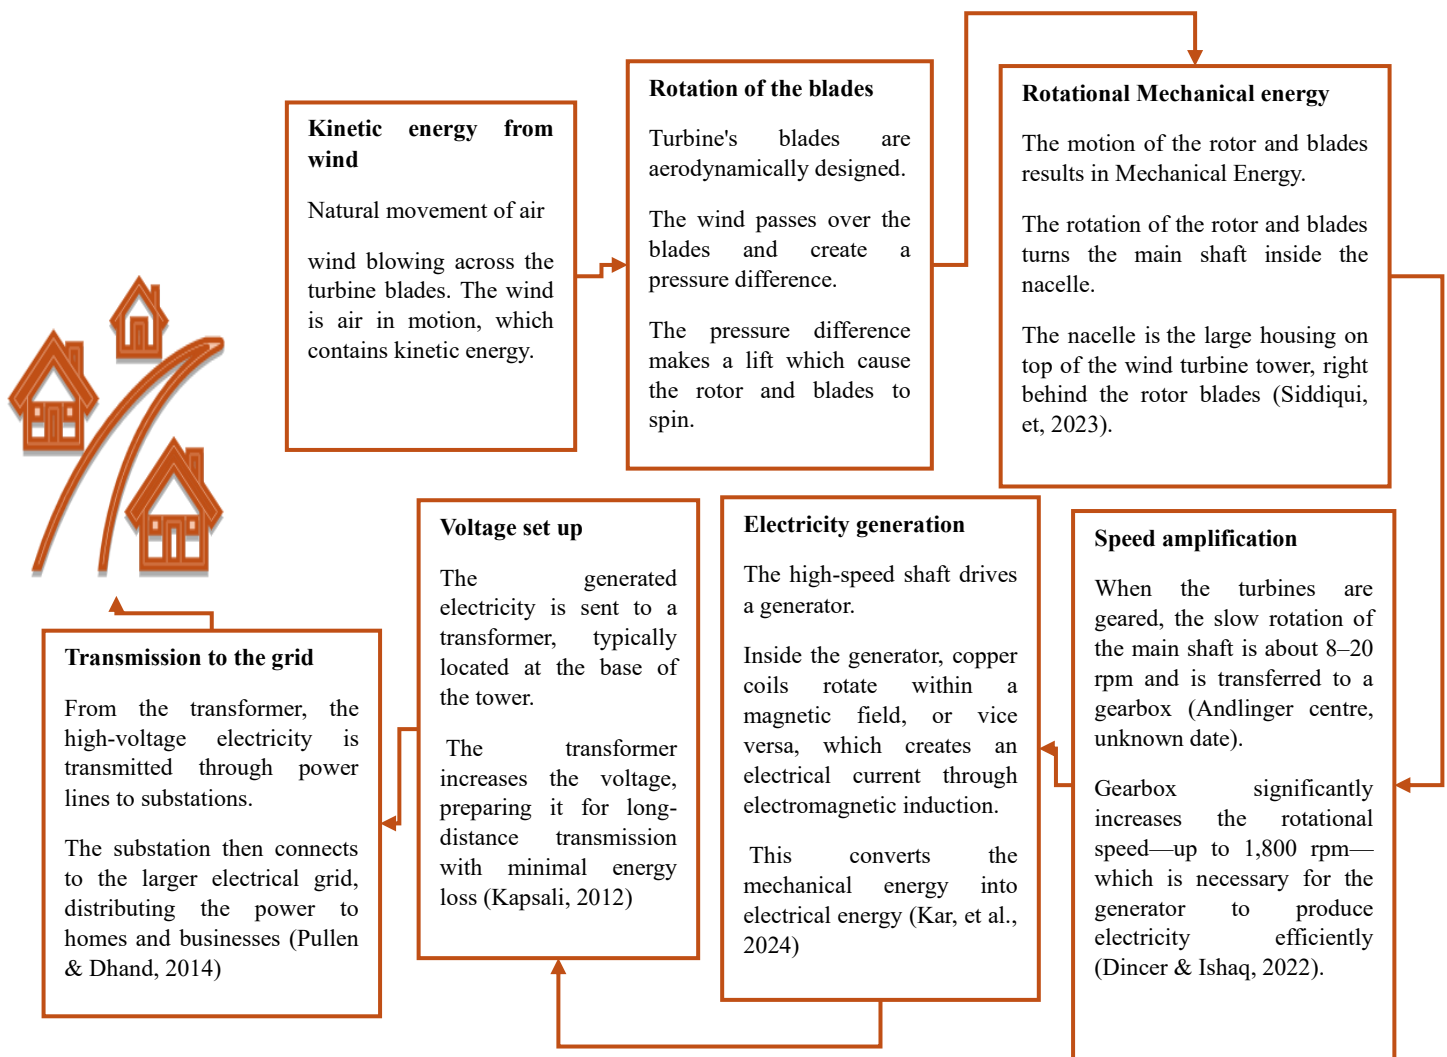 Kinetic energy from
wind
Natural movement of air
wind blowing across the
turbine blades. The wind
is air in motion, which
contains kinetic energy.
Rotation of the blades
Turbine's blades are
aerodynamically designed.
The wind passes over the
blades and create a
pressure difference.
The pressure difference
makes a lift which cause
the rotor and blades to
spin.
Rotational Mechanical energy
The motion of the rotor and blades
results in Mechanical Energy.
The rotation of the rotor and blades
turns the main shaft inside the
nacelle.
The nacelle is the large housing on
top of the wind turbine tower, right
behind the rotor blades (Siddiqui,
et, 2023).
Speed amplification
When the turbines are
geared, the slow rotation of
the main shaft is about 8–20
rpm and is transferred to a
gearbox (Andlinger centre,
unknown date).
Gearbox significantly
increases the rotational
speed—up to 1,800 rpm—
which is necessary for the
generator to produce
electricity efficiently
(Dincer & Ishaq, 2022).
Electricity generation
The high-speed shaft drives
a generator.
Inside the generator, copper
coils rotate within a
magnetic field, or vice
versa, which creates an
electrical current through
electromagnetic induction.
This converts the
mechanical energy into
electrical energy (Kar, et al.,
2024)
Voltage set up
The generated
electricity is sent to a
transformer, typically
located at the base of
the tower.
The transformer
increases the voltage,
preparing it for long-
distance transmission
with minimal energy
loss (Kapsali, 2012)
Transmission to the grid
From the transformer, the
high-voltage electricity is
transmitted through power
lines to substations.
The substation then connects
to the larger electrical grid,
distributing the power to
homes and businesses (Pullen
& Dhand, 2014)